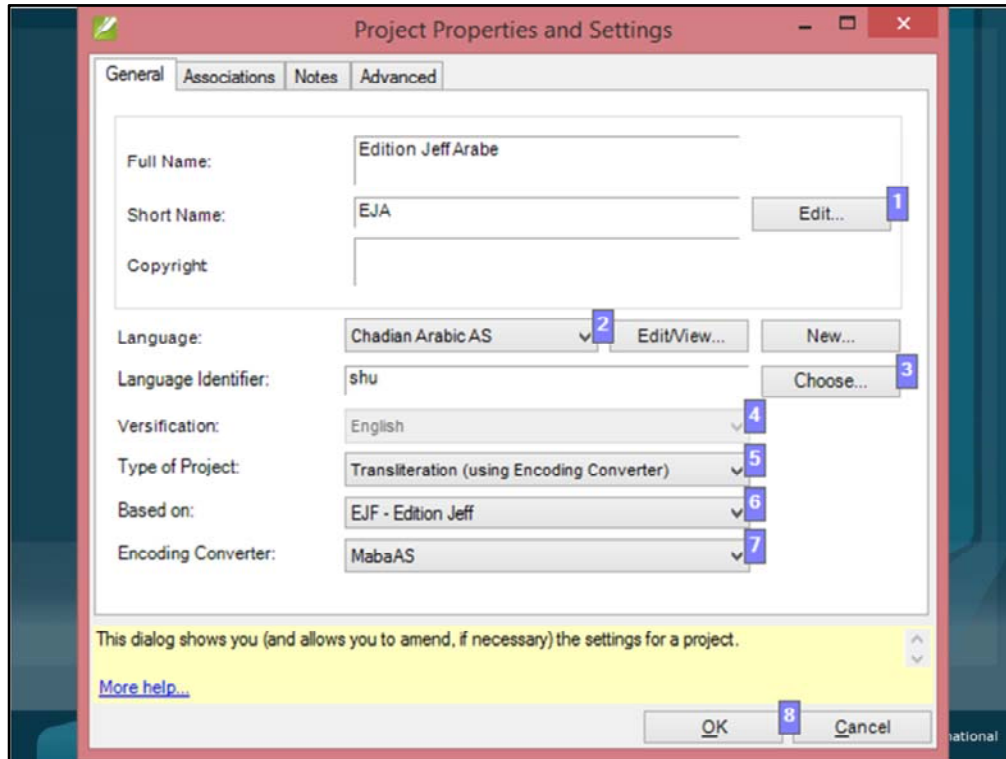 Project Properties and Settings
General Associations Notes Advanced
Full Name: Edition Jeff Arabe
Short Name: EJA Edit... 1
Copyright
Language: Chadian Arabic AS 2 Edit/View... New...
Language Identifier: shu Choose... 3
Versification: English 4
Type of Project: Transliteration (using Encoding Converter) 5
Based on: EJF - Edition Jeff 6
Encoding Converter: MabaAS 7
This dialog shows you (and allows you to amend, if necessary) the settings for a project.
More help...
OK 8 Cancel
national